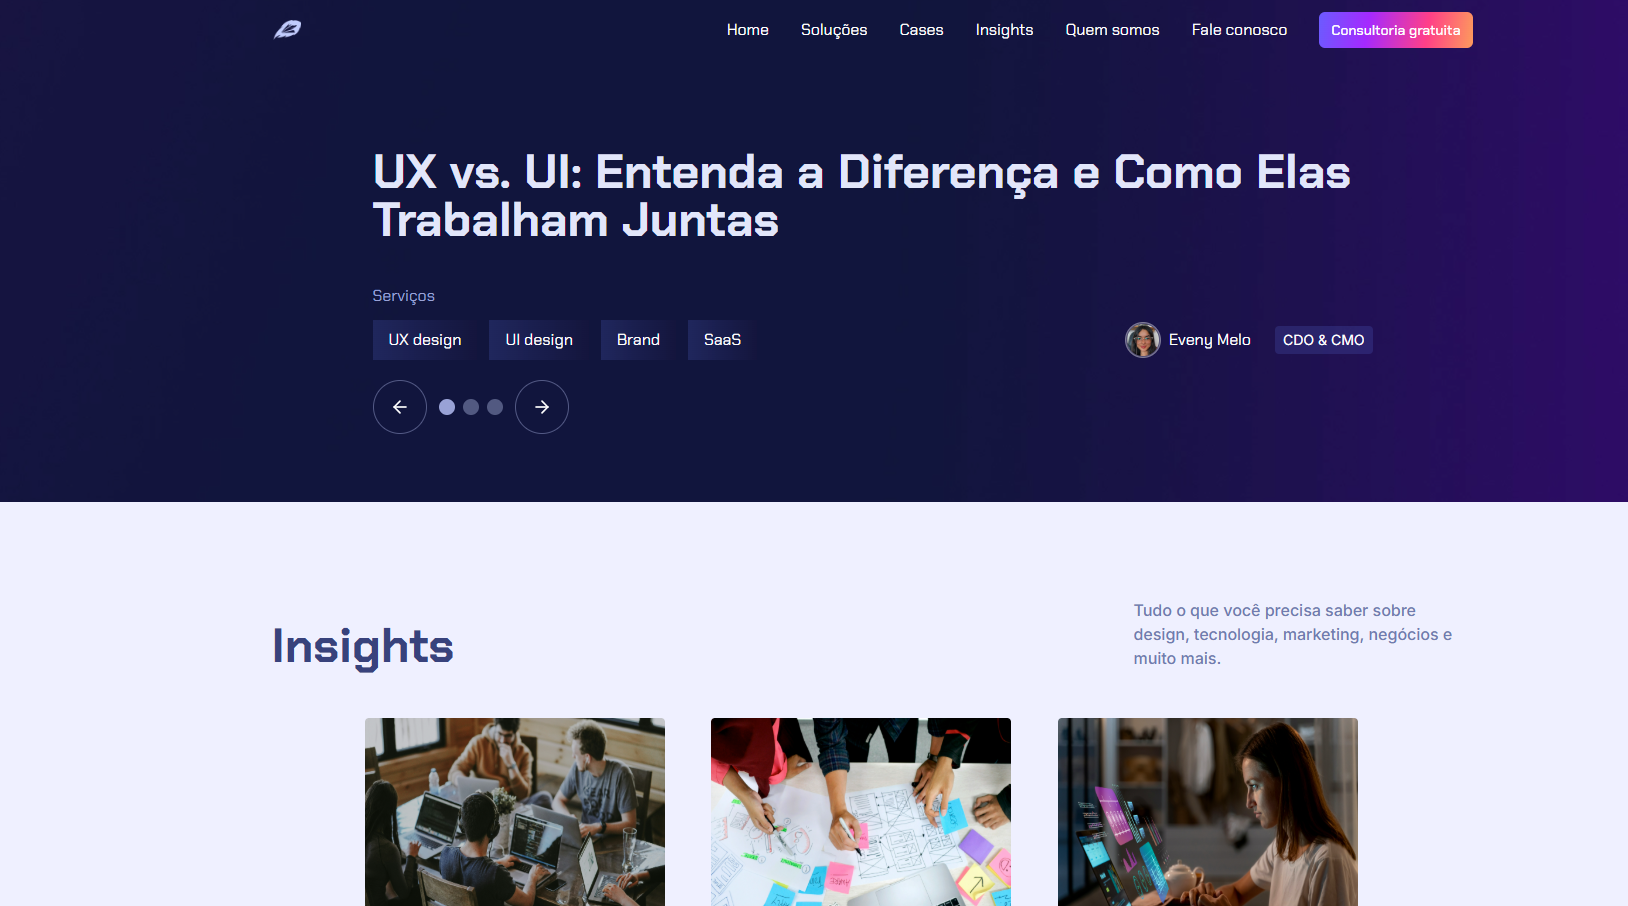 Home Soluções Cases Insights Quem somos Fale conosco Consultoria gratuita
UX vs. UI: Entenda a Diferença e Como Elas
Trabalham Juntas
Serviços
UX design UI design Brand SaaS Eveny Melo CDO & CMO
Insights
Tudo o que você precisa saber sobre
design, tecnologia, marketing, negócios e
muito mais.